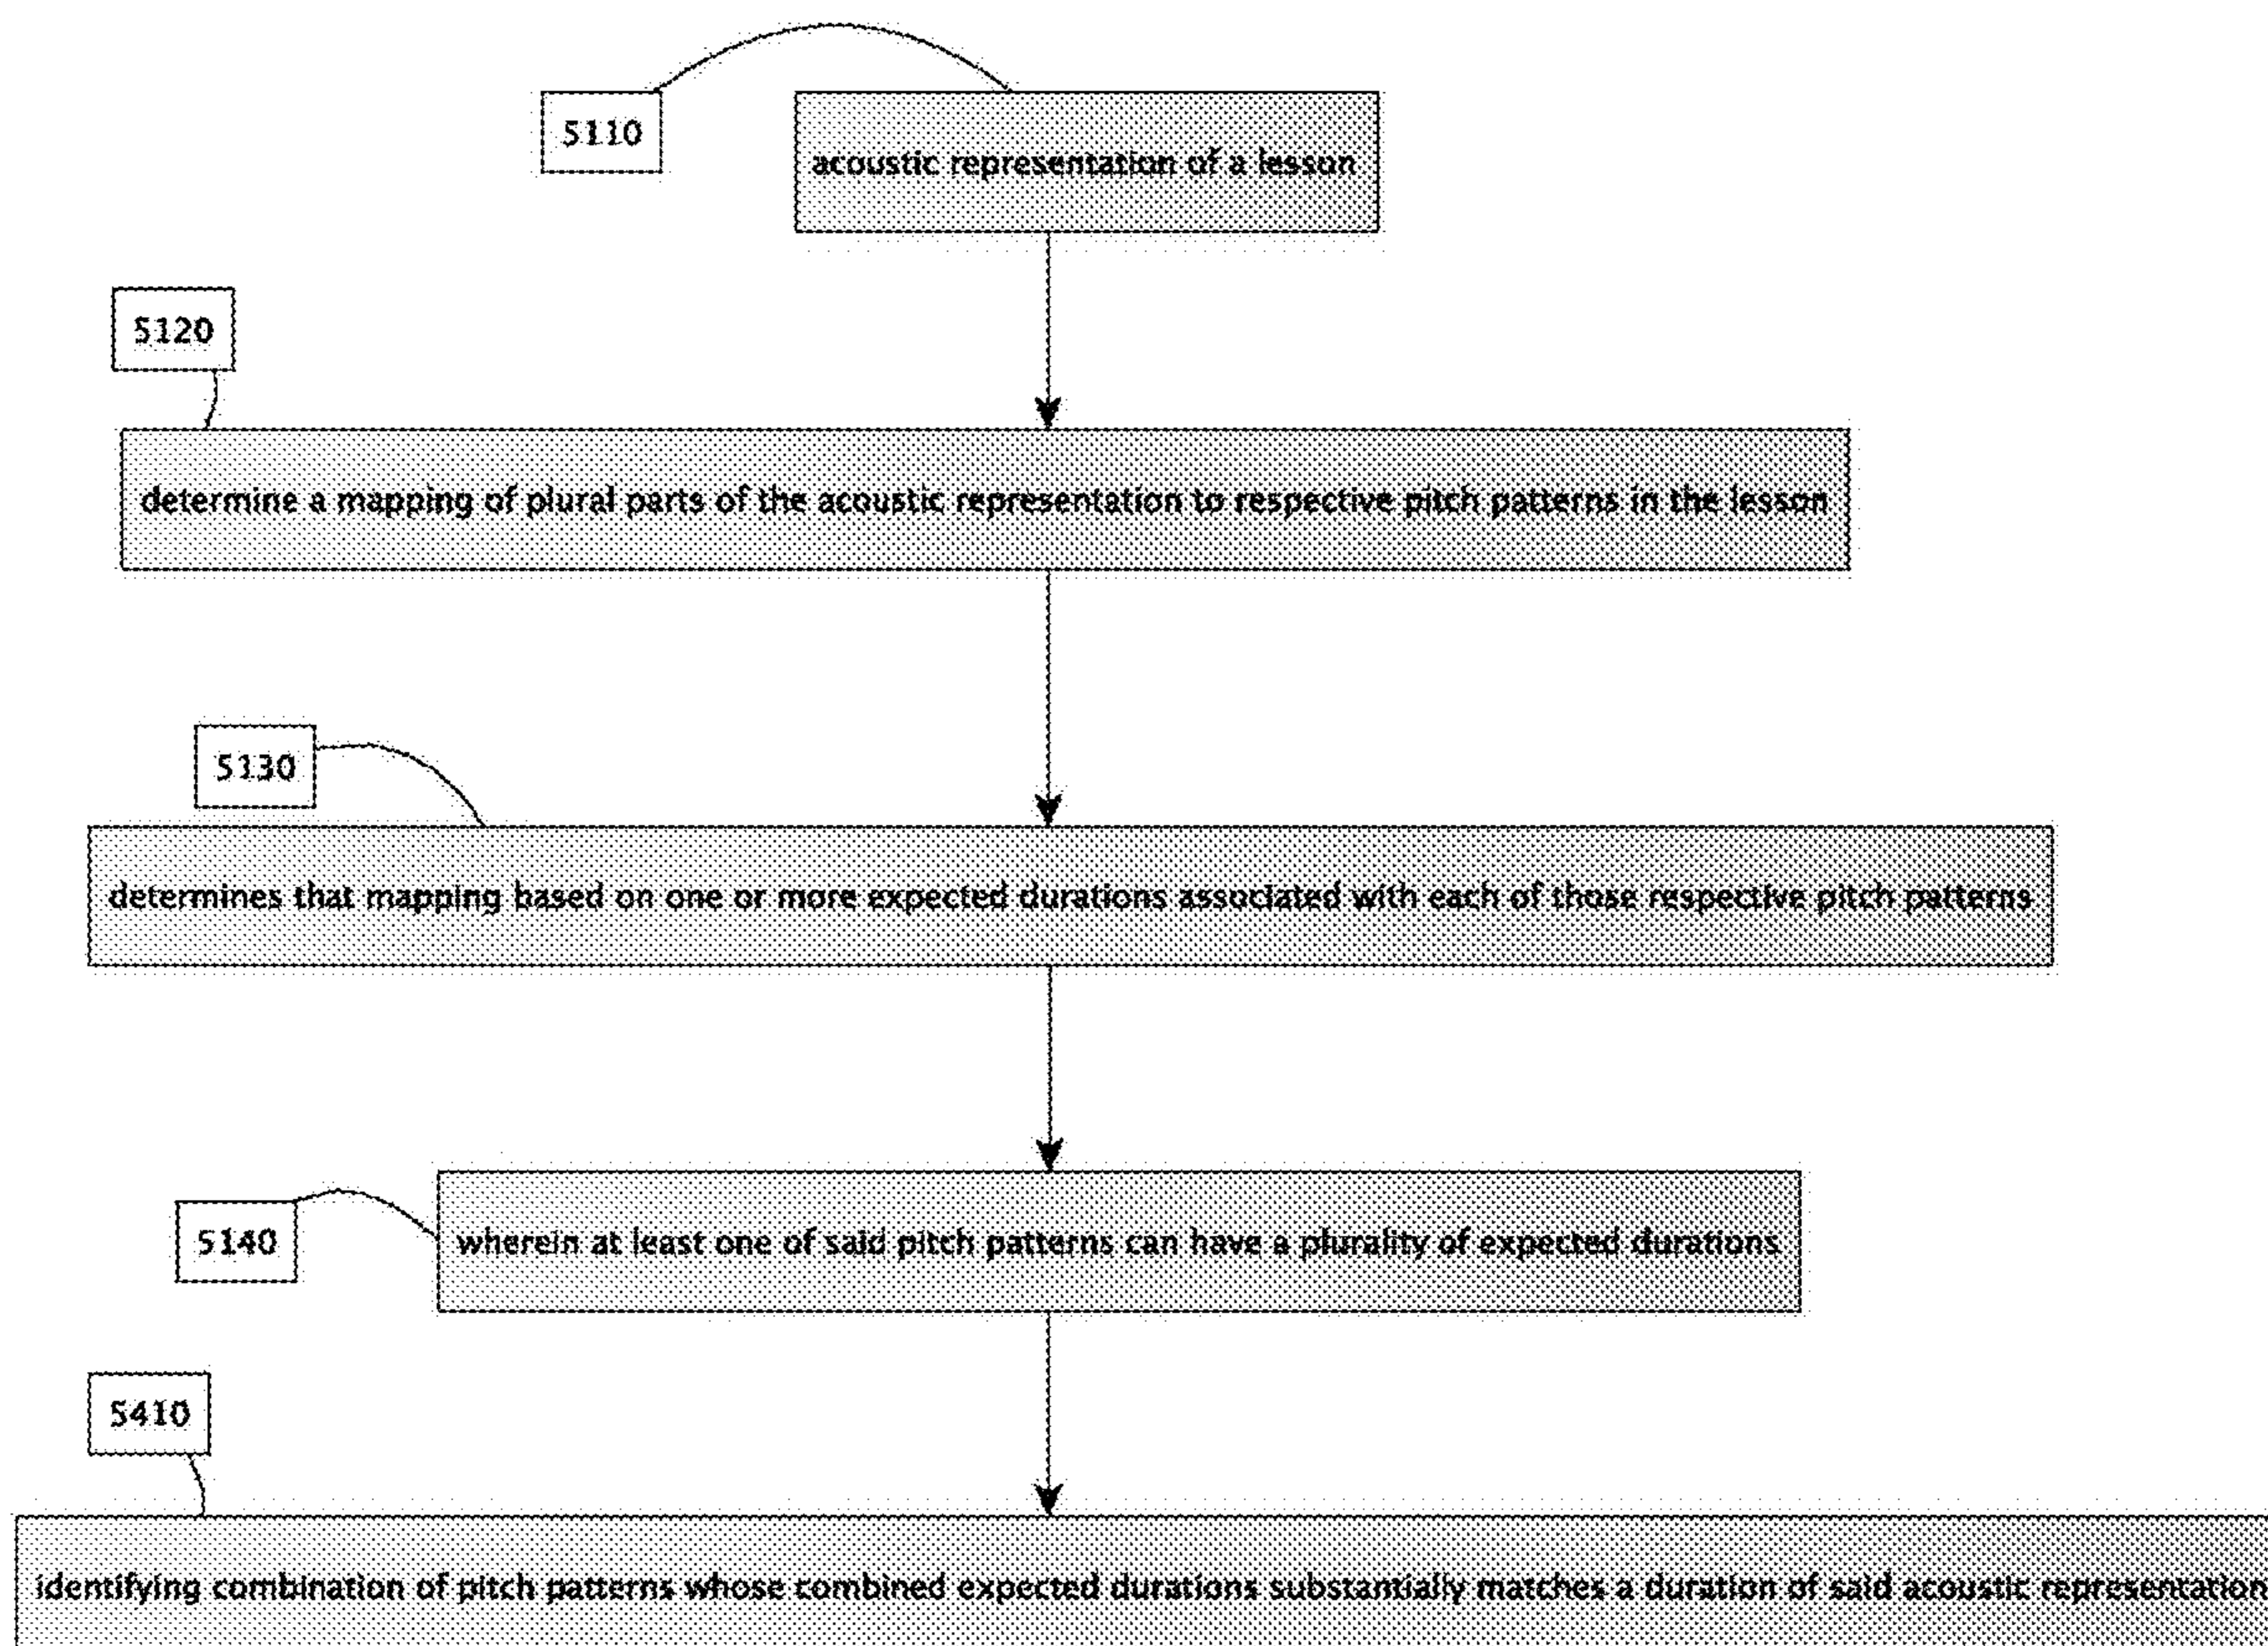 5110
acoustic representation of a lesson
5120
determine a mapping of plural parts of the acoustic representation to respective pitch patterns in the lesson
5130
determines that mapping based on one or more expected durations associated with each of those respective pitch patterns
5140
wherein at least one of said pitch patterns can have a plurality of expected durations
5410
identifying combination of pitch patterns whose combined expected durations substantially matches a duration of said acoustic representation